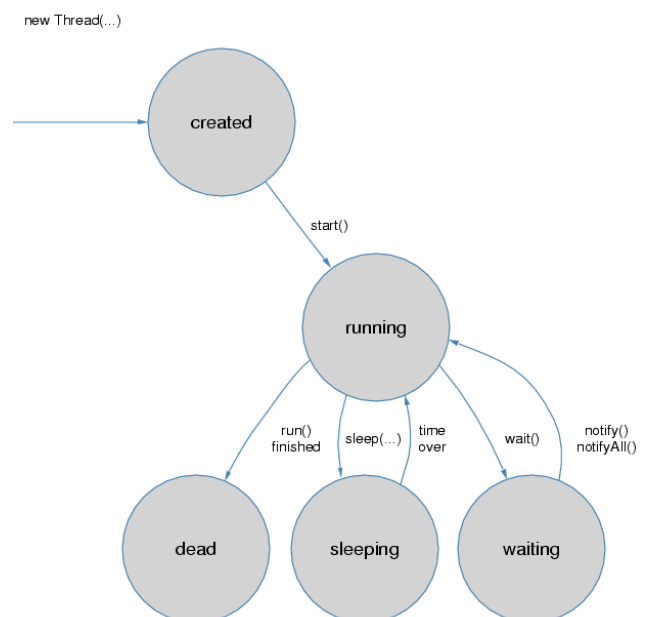 new Thread(...)
created
start()
running
run()
finished
sleep(...)
time
over
wait()
notify()
notifyAll()
dead
sleeping
waiting